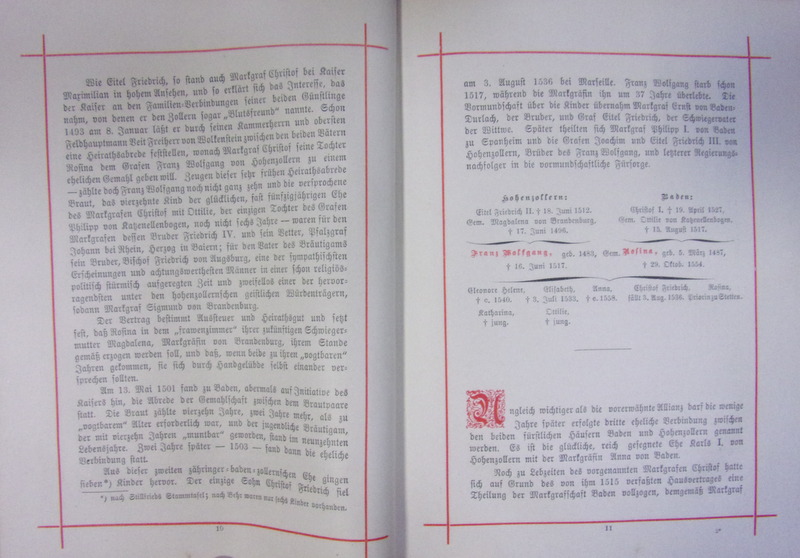 Wie Eitel Friedrich, so stand auch Markgraf Christof bei Kaiser
Maximilian in hohem Ansehen, und so erklärt sich das Interesse, das
der Kaiser an den Familien-Verbindungen seiner beiden Günstlinge
nahm, von denen er den Zollern sogar „Blutsfreund“ nannte. Schon
1493 am 8. Januar läßt er durch seinen Kammerherrn und obersten
Feldhauptmann Veit Freiherr von Wolkenstein zwischen den beiden Vätern
eine Heirathsabrede feststellen, wonach Markgraf Christof seine Tochter
Rosina dem Grafen Franz Wolfgang von Hohenzollern zu einem
ehelichen Gemahl geben will. Zeugen dieser sehr frühen Heirathsabrede
— zählte doch Franz Wolfgang noch nicht ganz zehn und die versprochene
Braut, das vierzehnte Kind der glücklichen, fast fünfzigjährigen Ehe
des Markgrafen Christof mit Ottilie, der einzigen Tochter des Grafen
Philipp von Katzenellenbogen, noch nicht sechs Jahre — waren für den
Markgrafen dessen Bruder Friedrich IV. und sein Vetter, Pfalzgraf
Johann bei Rhein, Herzog in Baiern; für den Vater des Bräutigams
sein Bruder, Bischof Friedrich von Augsburg, eine der sympathischsten
Erscheinungen und achtungswerthesten Männer in einer schon religiös-
politisch stürmisch aufgeregten Zeit und zweifellos einer der hervor-
ragendsten unter den hohenzollernschen geistlichen Würdenträgern,
sodann Markgraf Sigmund von Brandenburg.
Der Vertrag bestimmt Aussteuer und Heirathsgut und setzt
fest, daß Rosina in dem „frawenzimmer“ ihrer zukünftigen Schwieger-
mutter Magdalena, Markgräfin von Brandenburg, ihrem Stande
gemäß erzogen werden soll, und daß, wenn beide zu ihren „vogtbaren“
Jahren gekommen, sie sich durch Handgelübde selbst einander ver-
sprechen sollten.
Am 13. Mai 1501 fand zu Baden, abermals auf Initiative des
Kaisers hin, die Abrede der Gemahlschaft zwischen dem Brautpaare
statt. Die Braut zählte vierzehn Jahre, zwei Jahre mehr, als zu
„vogtbarem“ Alter erforderlich war, und der jugendliche Bräutigam,
der mit vierzehn Jahren „muntbar“ geworden, stand im neunzehnten
Lebensjahre. Zwei Jahre später — 1503 — fand dann die eheliche
Verbindung statt.
Aus dieser zweiten zähringer-baden-zollernschen Ehe gingen
sieben*) Kinder hervor. Der einzige Sohn Christof Friedrich fiel
*) nach Stillfrieds Stammtafel; nach Behr waren nur sechs Kinder vorhanden.
10
am 3. August 1536 bei Marseille. Franz Wolfgang starb schon
1517, während die Markgräfin ihn um 37 Jahre überlebte. Die
Vormundschaft über die Kinder übernahm Markgraf Ernst von Baden-
Durlach, der Bruder, und Graf Eitel Friedrich, der Schwiegervater
der Wittwe. Später theilten sich Markgraf Philipp I. von Baden
zu Sponheim und die Grafen Joachim und Eitel Friedrich III. von
Hohenzollern, Brüder des Franz Wolfgang, und letzterer Regierungs-
nachfolger in die vormundschaftliche Fürsorge.
Hohenzollern: Baden:
Eitel Friedrich II. † 18. Juni 1512. Christof I. † 19. April 1527,
Gem. Magdalena von Brandenburg. Gem. Ottilie von Katzenellenbogen.
† 17. Juni 1496. † 15. August 1517.
Franz Wolfgang, geb. 1483, Gem. Rosina, geb. 5. März 1487,
† 16. Juni 1517. † 29. Oktob. 1554.
Eleonore Helene, Elisabeth, Anna, Christof Friedrich, Rosina,
† c. 1540. † 3. Juli 1532. † c. 1558. fällt 5. Aug. 1536. Priorin zu Stetten.
Katharina, Ottilie,
† jung. † jung.
Ungleich wichtiger als die vorerwähnte Allianz darf die wenige
Jahre später erfolgte dritte eheliche Verbindung zwischen
den beiden fürstlichen Häusern Baden und Hohenzollern genannt
werden. Es ist die glückliche, reich gesegnete Ehe Karls I. von
Hohenzollern mit der Markgräfin Anna von Baden.
Noch zu Lebzeiten des vorgenannten Markgrafen Christof hatte
sich auf Grund des von ihm 1515 verfaßten Hausvertrages eine
Theilung der Markgrafschaft Baden vollzogen, demgemäß Markgraf
11
2*